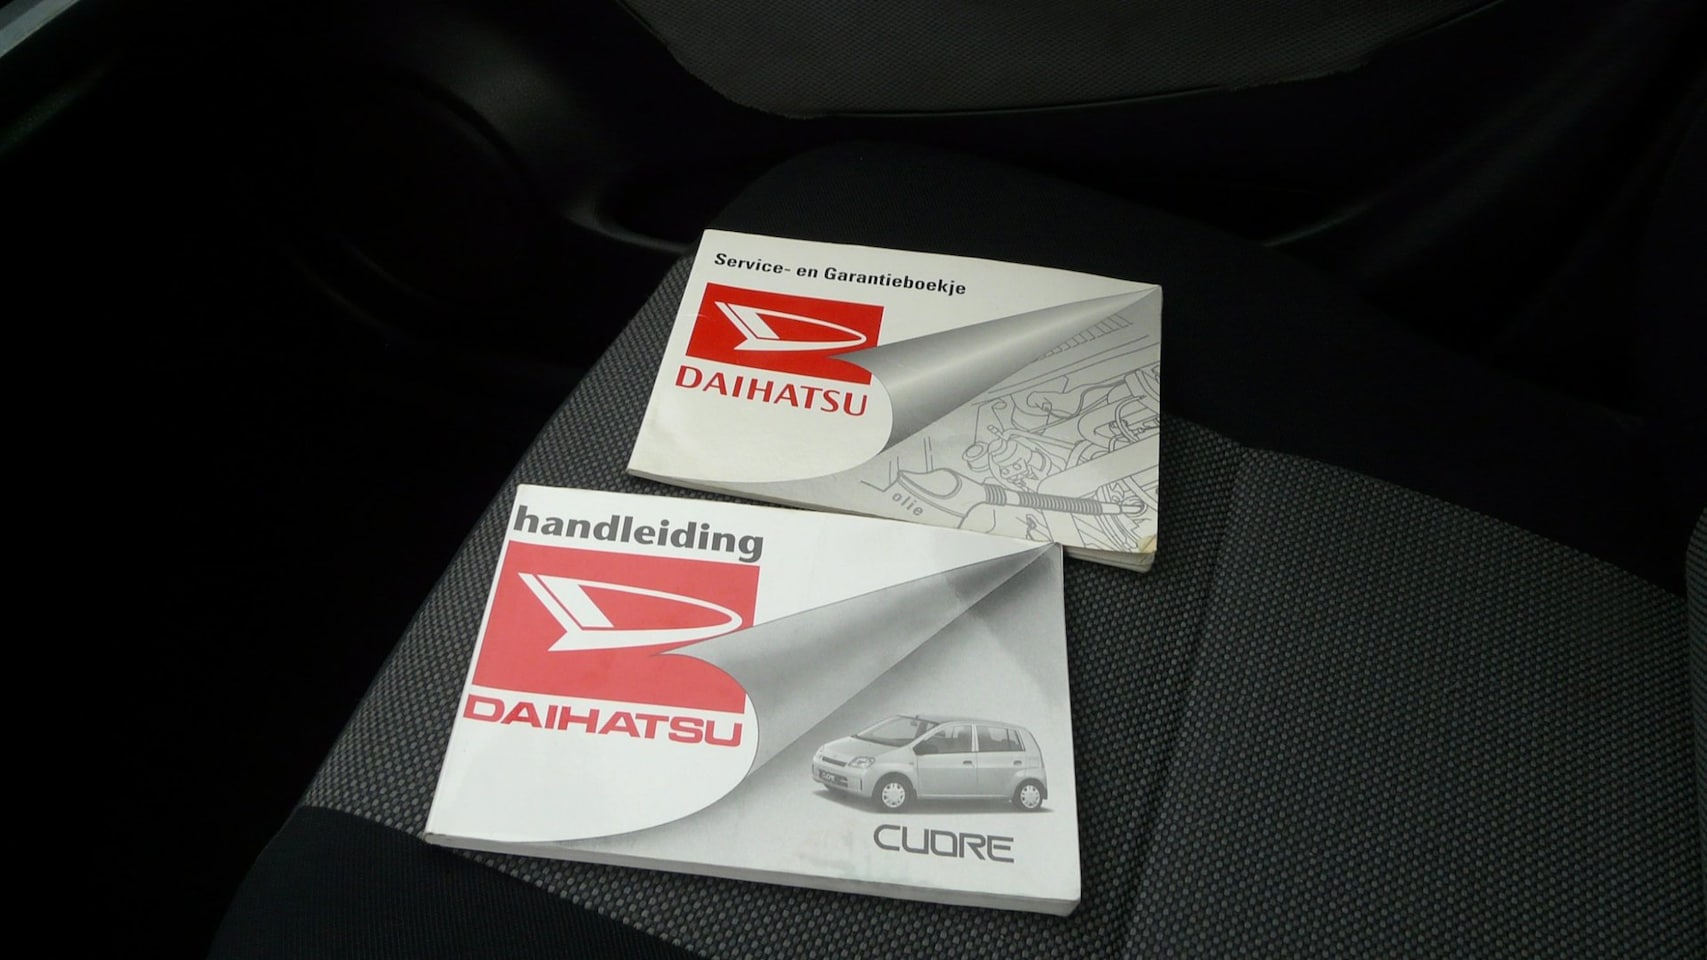 Service- en Garantieboekje
DAIHATSU
olie
handleiding
DAIHATSU
CUORE